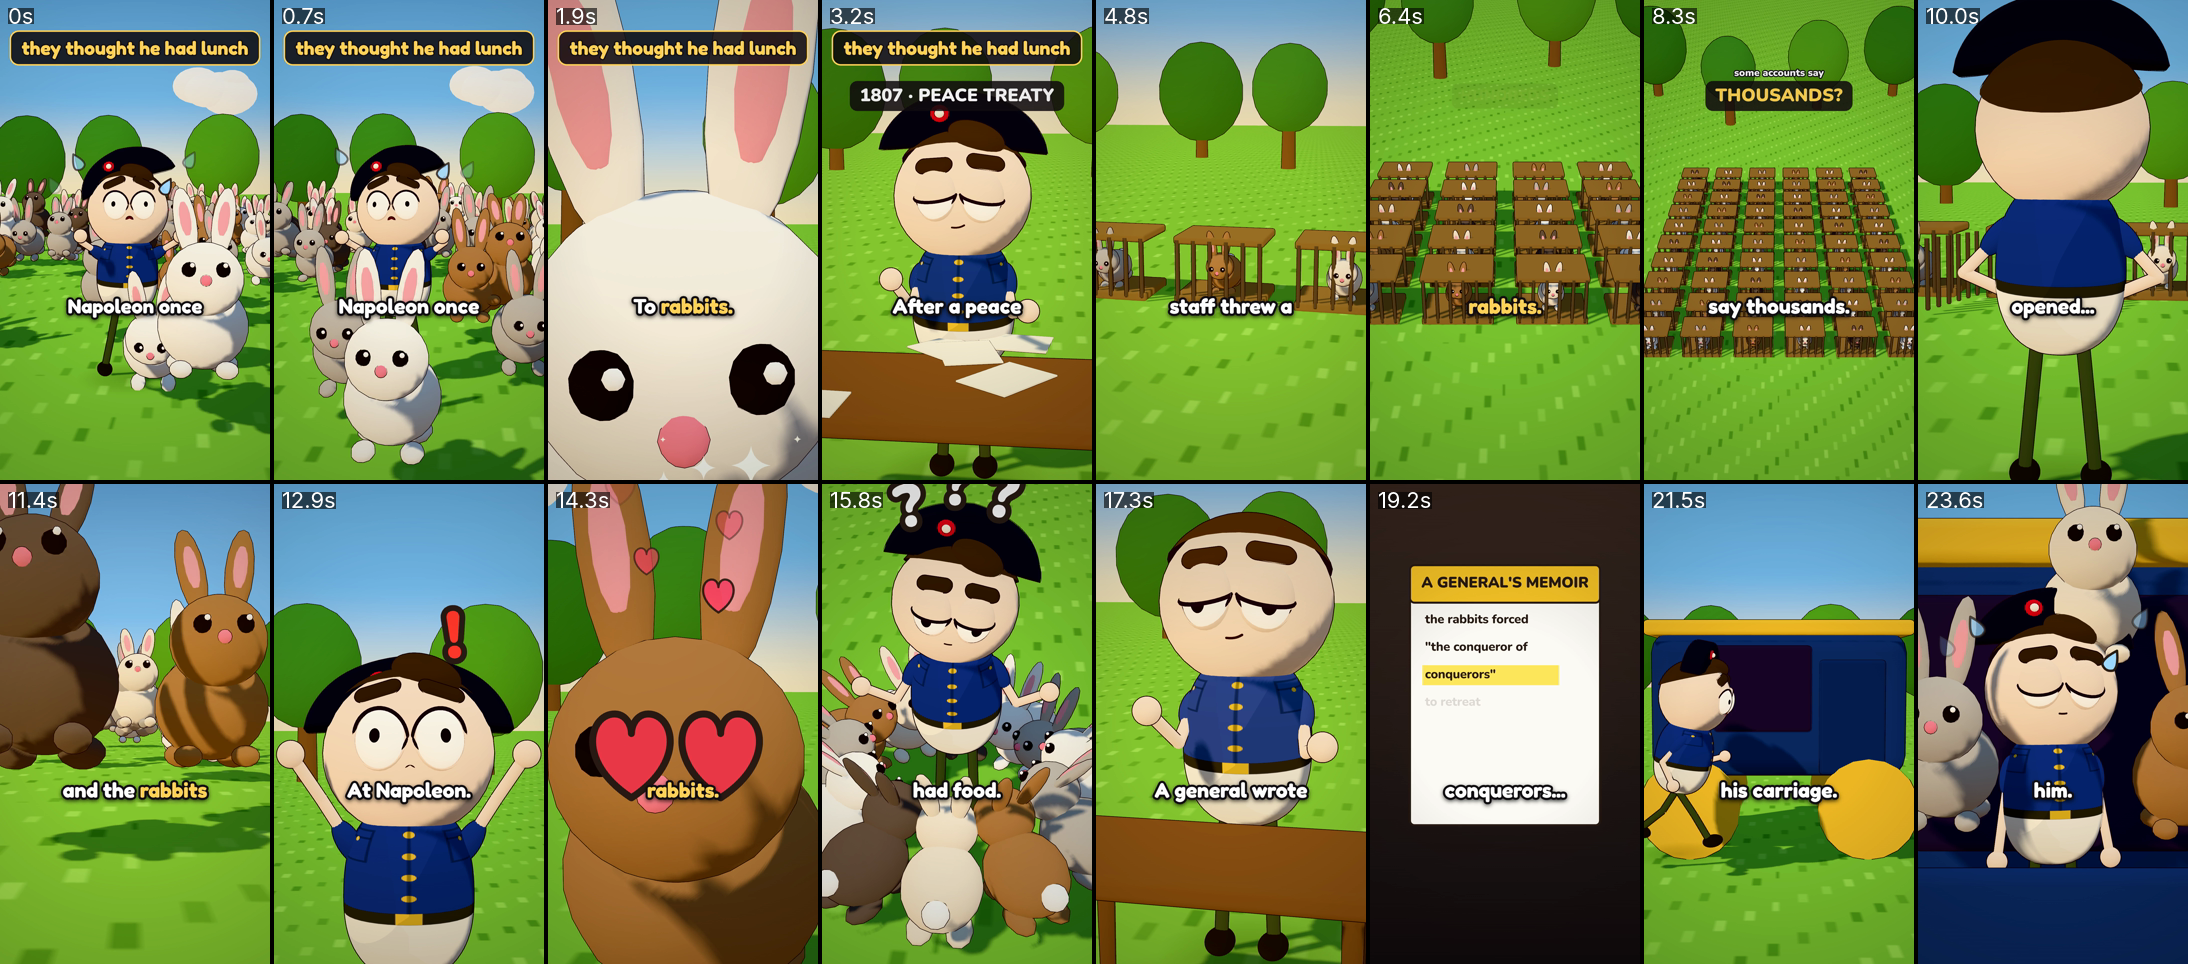 0s
they thought he had lunch
Napoleon once
0.7s
they thought he had lunch
Napoleon once
1.9s
they thought he had lunch
To rabbits.
3.2s
they thought he had lunch
1807 · PEACE TREATY
After a peace
4.8s
staff threw a
6.4s
rabbits.
8.3s
some accounts say
THOUSANDS?
say thousands.
10.0s
opened...
11.4s
and the rabbits
12.9s
!
At Napoleon.
14.3s
rabbits.
15.8s
? ? ?
had food.
17.3s
A general wrote
19.2s
A GENERAL'S MEMOIR
the rabbits forced
"the conqueror of
conquerors"
to retreat
conquerors...
21.5s
his carriage.
23.6s
him.